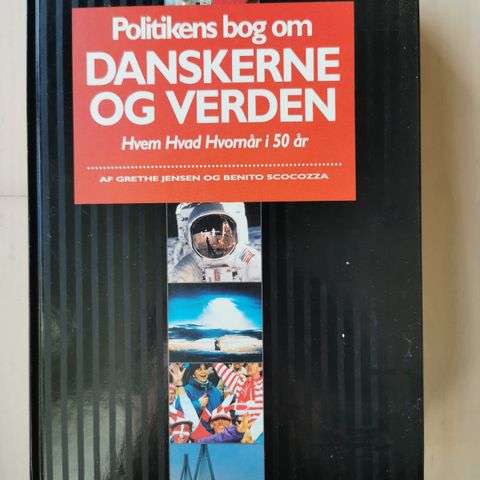 Politikens bog om
DANSKERNE
OG VERDEN
Hvem Hvad Hvornår i 50 år
AF GRETHE JENSEN OG BENITO SCOCOZZA